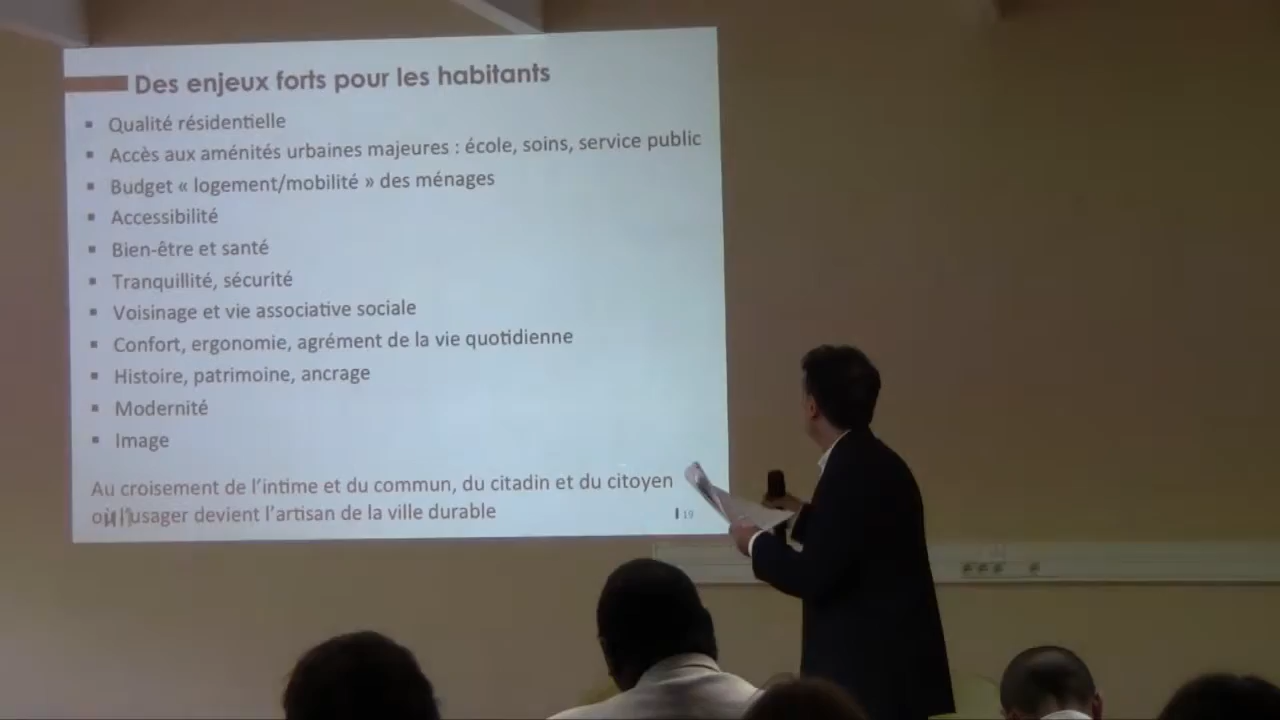 Des enjeux forts pour les habitants
▪ Qualité résidentielle
▪ Accès aux aménités urbaines majeures : école, soins, service public
▪ Budget « logement/mobilité » des ménages
▪ Accessibilité
▪ Bien-être et santé
▪ Tranquillité, sécurité
▪ Voisinage et vie associative sociale
▪ Confort, ergonomie, agrément de la vie quotidienne
▪ Histoire, patrimoine, ancrage
▪ Modernité
▪ Image
Au croisement de l'intime et du commun, du citadin et du citoyen
où l'usager devient l'artisan de la ville durable
19